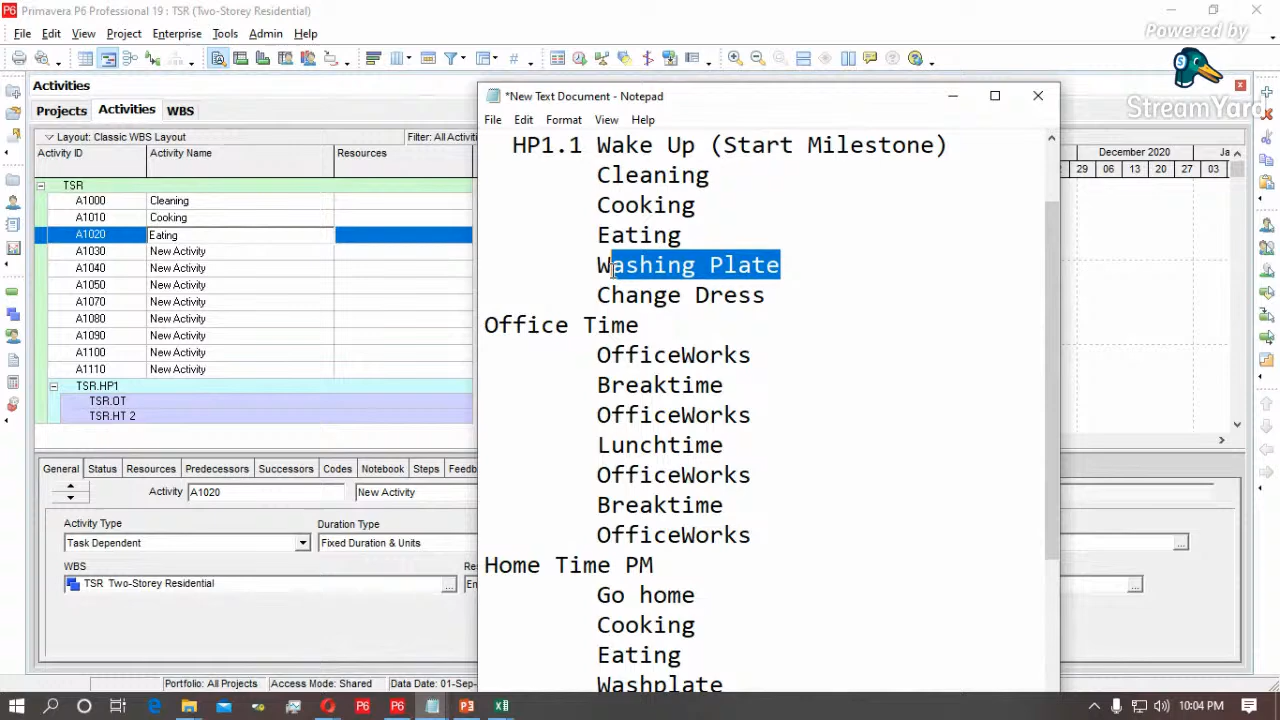 Primavera P6 Professional 19 : TSR (Two-Storey Residential)
File Edit View Project Enterprise Tools Admin Help
Powered by
StreamYard
Activities
Projects Activities WBS
Layout: Classic WBS Layout
Filter: All Activi
Activity ID Activity Name Resources
December 2020 Ja
29 06 13 20 27 03
TSR
A1000 Cleaning
A1010 Cooking
A1020 Eating
A1030 New Activity
A1040 New Activity
A1050 New Activity
A1070 New Activity
A1080 New Activity
A1090 New Activity
A1100 New Activity
A1110 New Activity
TSR.HP1
TSR.OT
TSR.HT 2
General Status Resources Predecessors Successors Codes Notebook Steps Feedb
Activity A1020 New Activity
Activity Type Duration Type
Task Dependent Fixed Duration & Units
WBS Re
TSR Two-Storey Residential En
*New Text Document - Notepad
File Edit Format View Help
HP1.1 Wake Up (Start Milestone)
Cleaning
Cooking
Eating
Washing Plate
Change Dress
Office Time
OfficeWorks
Breaktime
OfficeWorks
Lunchtime
OfficeWorks
Breaktime
OfficeWorks
Home Time PM
Go home
Cooking
Eating
Washplate
Portfolio: All Projects Access Mode: Shared Data Date: 01-Sep-
10:04 PM